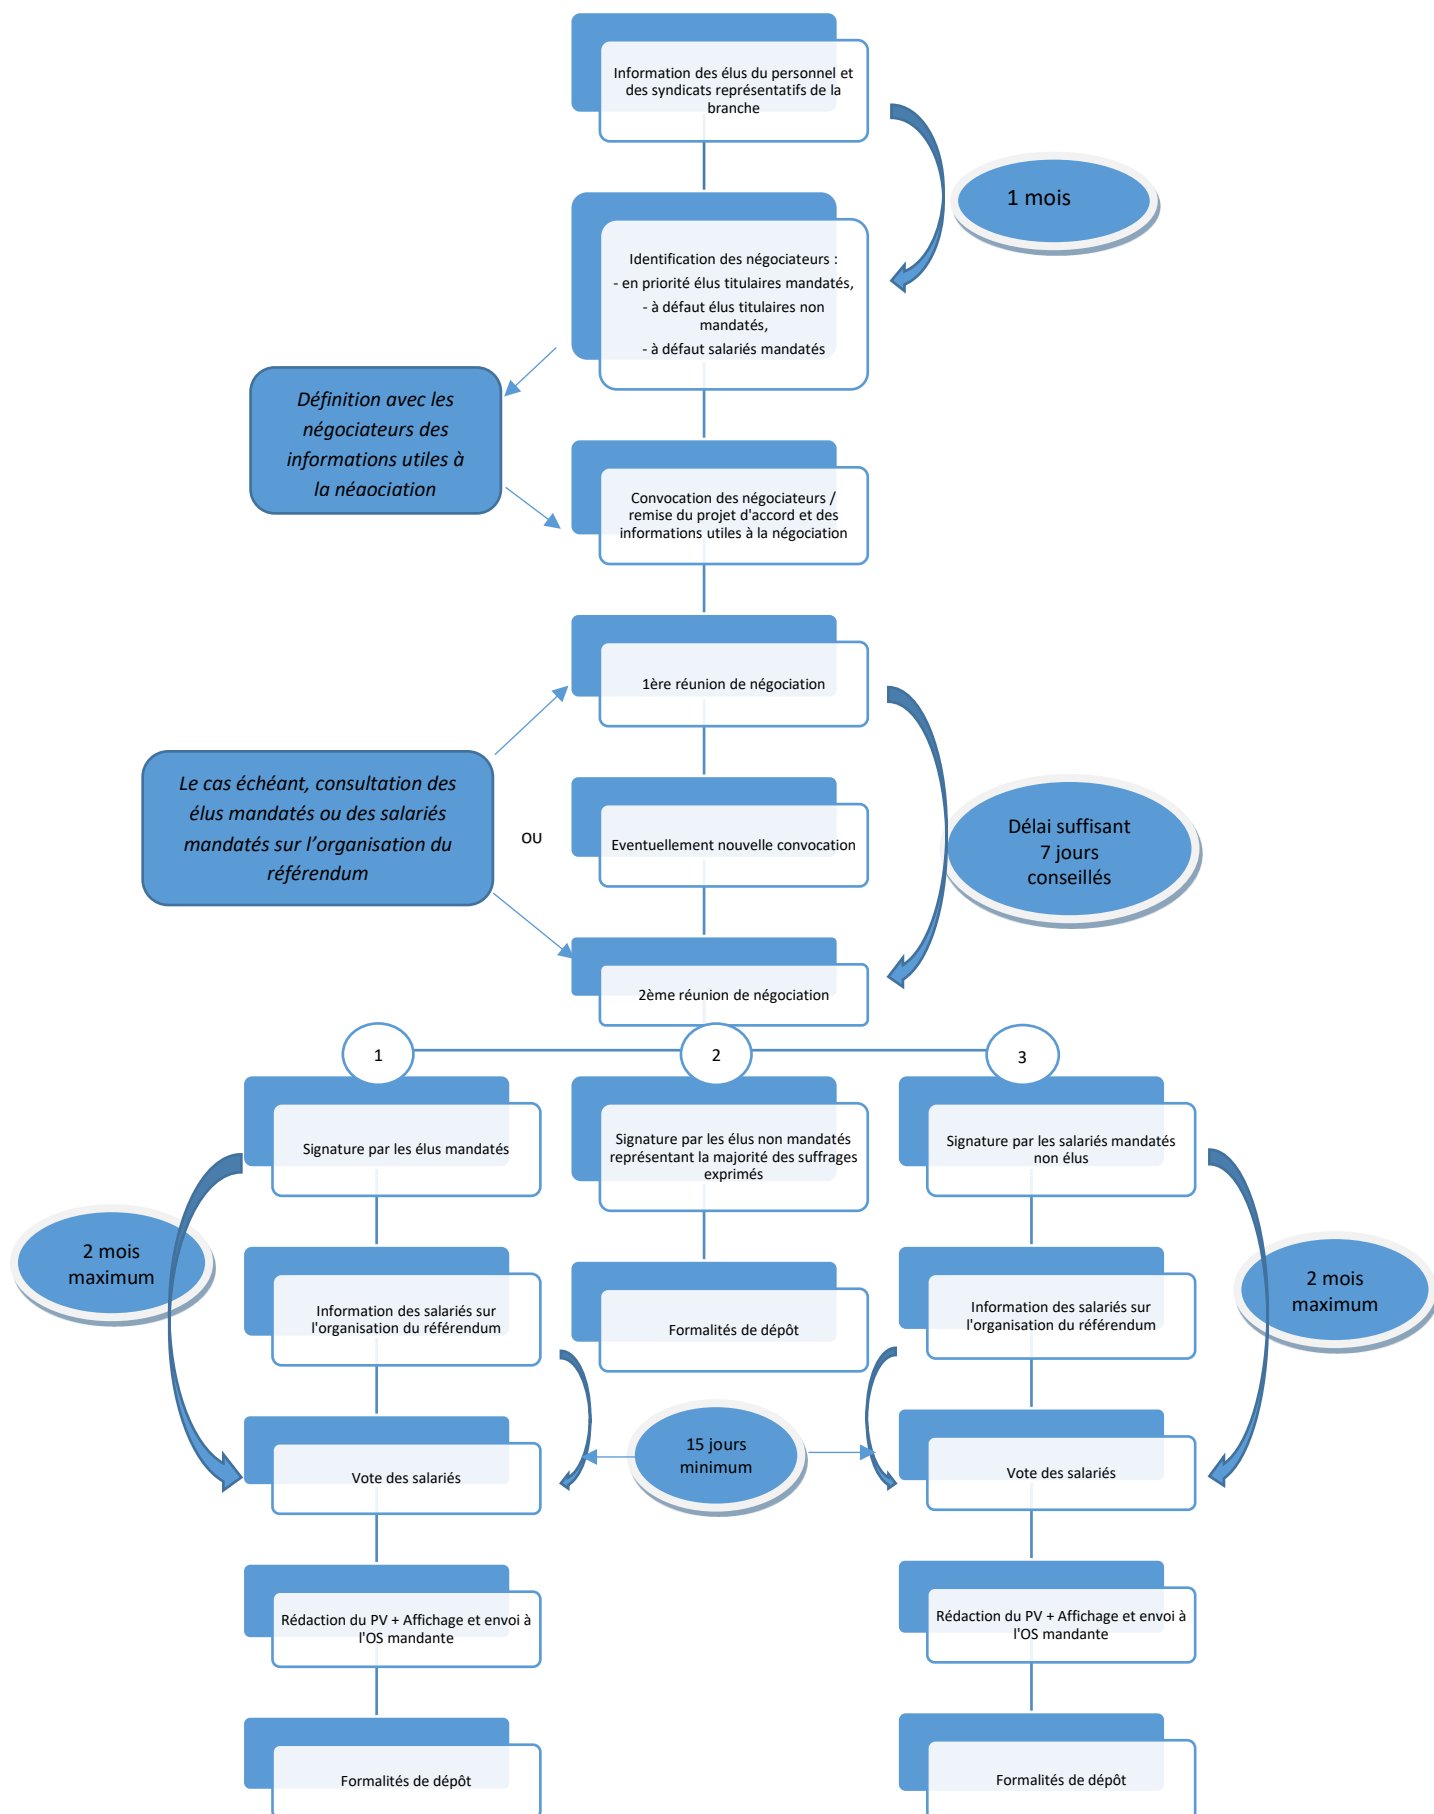 Information des élus du personnel et
des syndicats représentatifs de la
branche
1 mois
Identification des négociateurs :
- en priorité élus titulaires mandatés,
- à défaut élus titulaires non
mandatés,
- à défaut salariés mandatés
Définition avec les
négociateurs des
informations utiles à
la négociation
Convocation des négociateurs /
remise du projet d'accord et des
informations utiles à la négociation
1ère réunion de négociation
Le cas échéant, consultation des
élus mandatés ou des salariés
mandatés sur l’organisation du
référendum
OU
Eventuellement nouvelle convocation
Délai suffisant
7 jours
conseillés
2ème réunion de négociation
1
2
3
Signature par les élus mandatés
Signature par les élus non mandatés
représentant la majorité des suffrages
exprimés
Signature par les salariés mandatés
non élus
2 mois
maximum
Information des salariés sur
l'organisation du référendum
Formalités de dépôt
Information des salariés sur
l'organisation du référendum
2 mois
maximum
15 jours
minimum
Vote des salariés
Vote des salariés
Rédaction du PV + Affichage et envoi à
l'OS mandante
Rédaction du PV + Affichage et envoi à
l'OS mandante
Formalités de dépôt
Formalités de dépôt